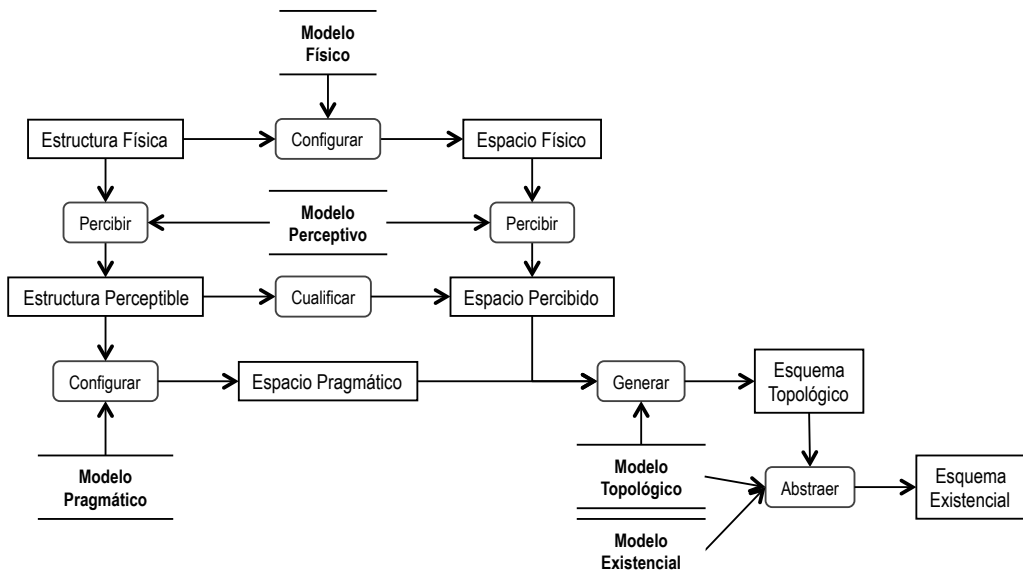 Modelo
Físico
Estructura Física
Configurar
Espacio Físico
Percibir
Modelo
Perceptivo
Percibir
Estructura Perceptible
Cualificar
Espacio Percibido
Configurar
Espacio Pragmático
Generar
Esquema
Topológico
Modelo
Pragmático
Modelo
Topológico
Abstraer
Esquema
Existencial
Modelo
Existencial